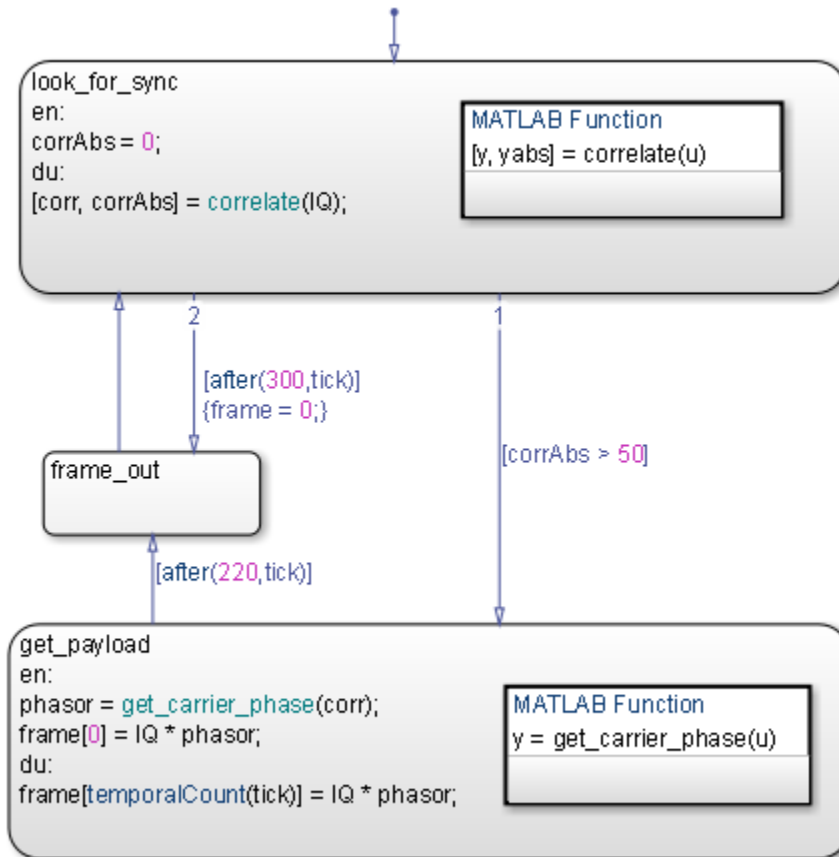 look_for_sync
en:
corrAbs = 0;
du:
[corr, corrAbs] = correlate(IQ);
MATLAB Function
[y, yabs] = correlate(u)
2
1
[after(300,tick)]
{frame = 0;}
[corrAbs > 50]
frame_out
[after(220,tick)]
get_payload
en:
phasor = get_carrier_phase(corr);
frame[0] = IQ * phasor;
du:
frame[temporalCount(tick)] = IQ * phasor;
MATLAB Function
y = get_carrier_phase(u)